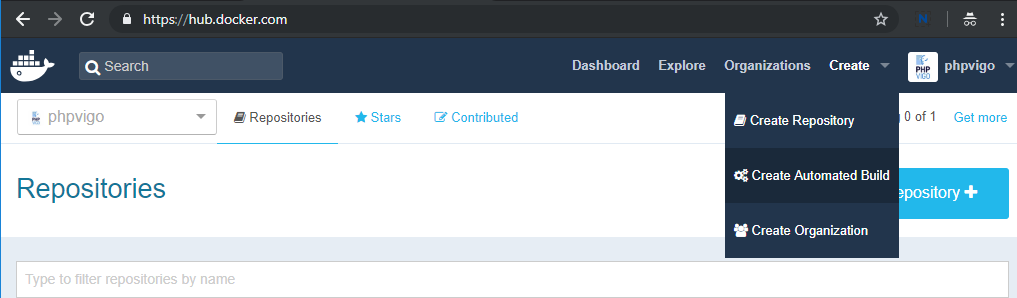 https://hub.docker.com
Search
Dashboard Explore Organizations Create phpvigo
PHP
VIGO
phpvigo Repositories Stars Contributed 0 of 1 Get more
Create Repository
Create Automated Build
Create Organization
Repositories
Type to filter repositories by name